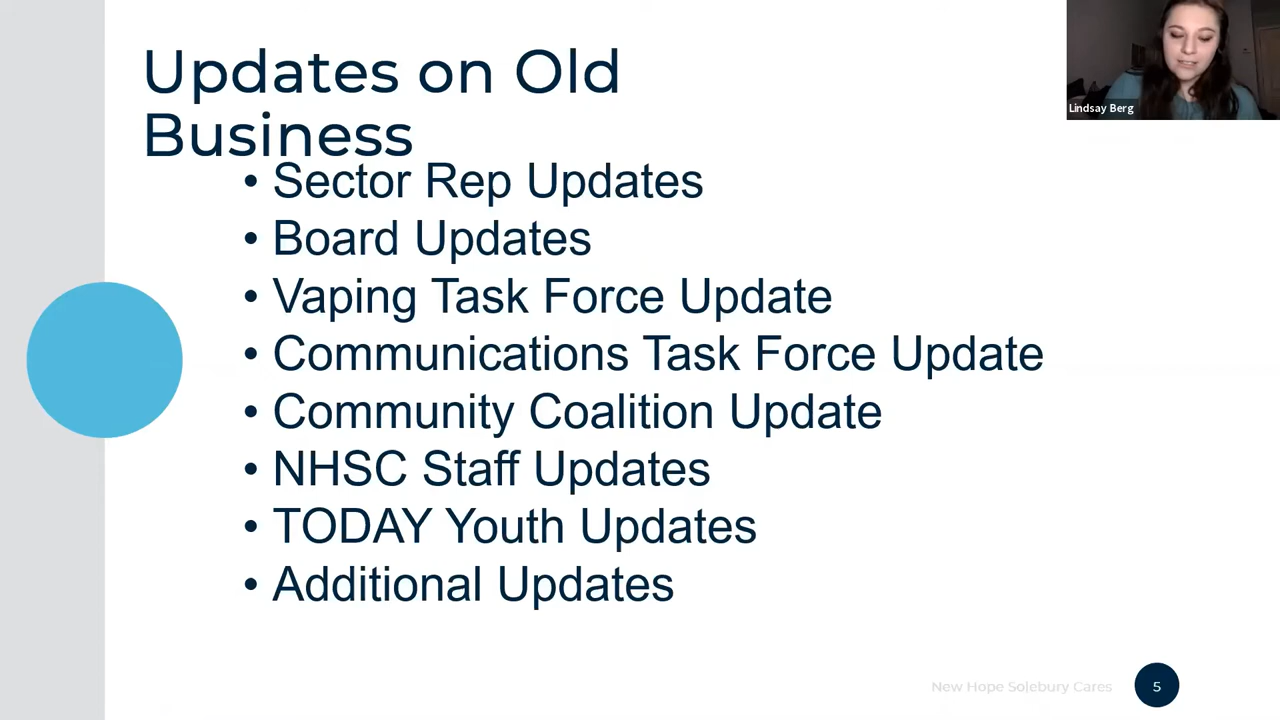 Updates on Old
Business
• Sector Rep Updates
• Board Updates
• Vaping Task Force Update
• Communications Task Force Update
• Community Coalition Update
• NHSC Staff Updates
• TODAY Youth Updates
• Additional Updates
Lindsay Berg
New Hope Solebury Cares
5